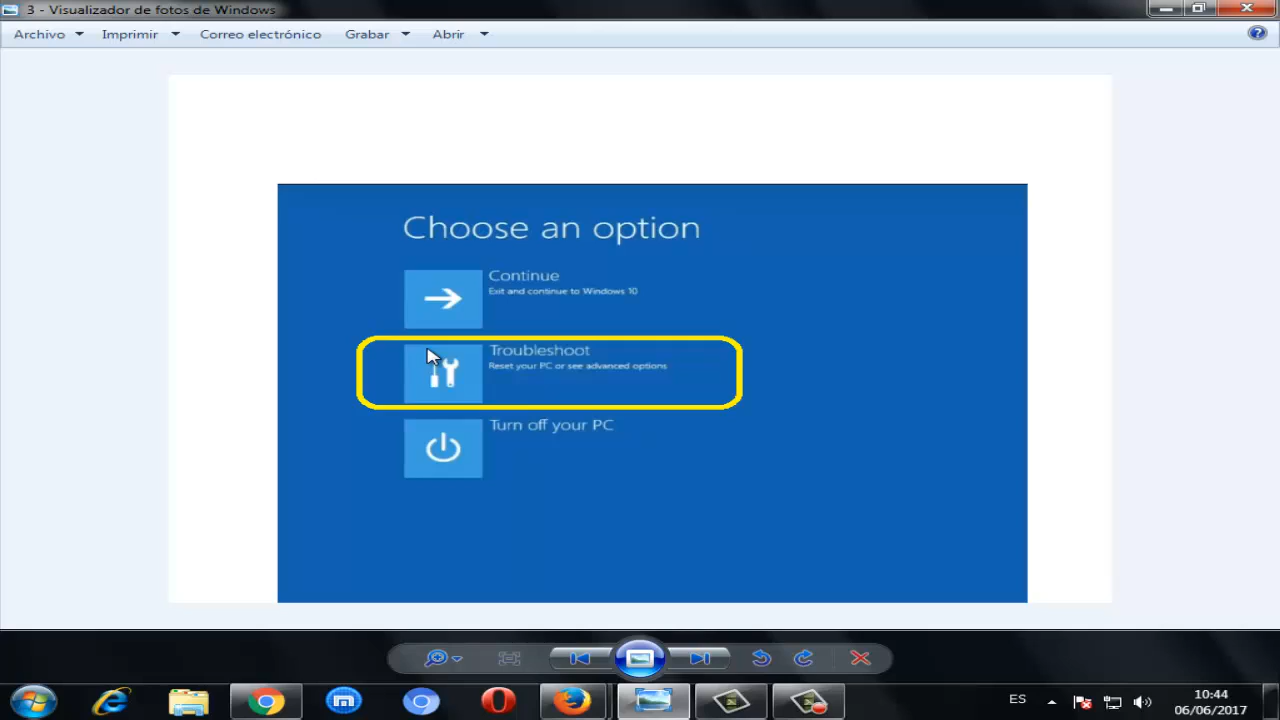 3 - Visualizador de fotos de Windows
Archivo Imprimir Correo electrónico Grabar Abrir
Choose an option
Continue
Exit and continue to Windows 10
Troubleshoot
Reset your PC or see advanced options
Turn off your PC
ES
10:44
06/06/2017